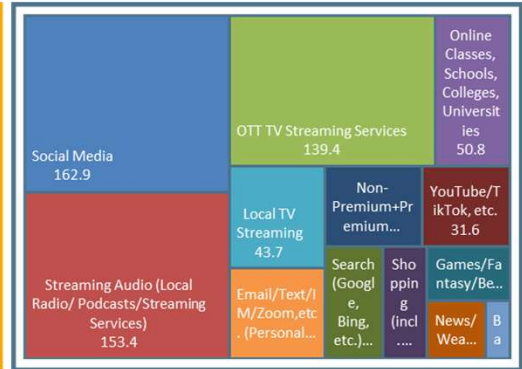 Social Media
162.9
Streaming Audio (Local
Radio/ Podcasts/Streaming
Services)
153.4
OTT TV Streaming Services
139.4
Online
Classes,
Schools,
Colleges,
Universit
ies
50.8
Local TV
Streaming
43.7
Email/Text/I
M/Zoom,etc
. (Personal...
Non-
Premium+Pr
emium...
YouTube/T
ikTok, etc.
31.6
Search
(Googl
e,
Bing,
etc.)...
Sho
ppin
g
(incl
....
Games/Fa
ntasy/Be...
News/
Wea...
B
a